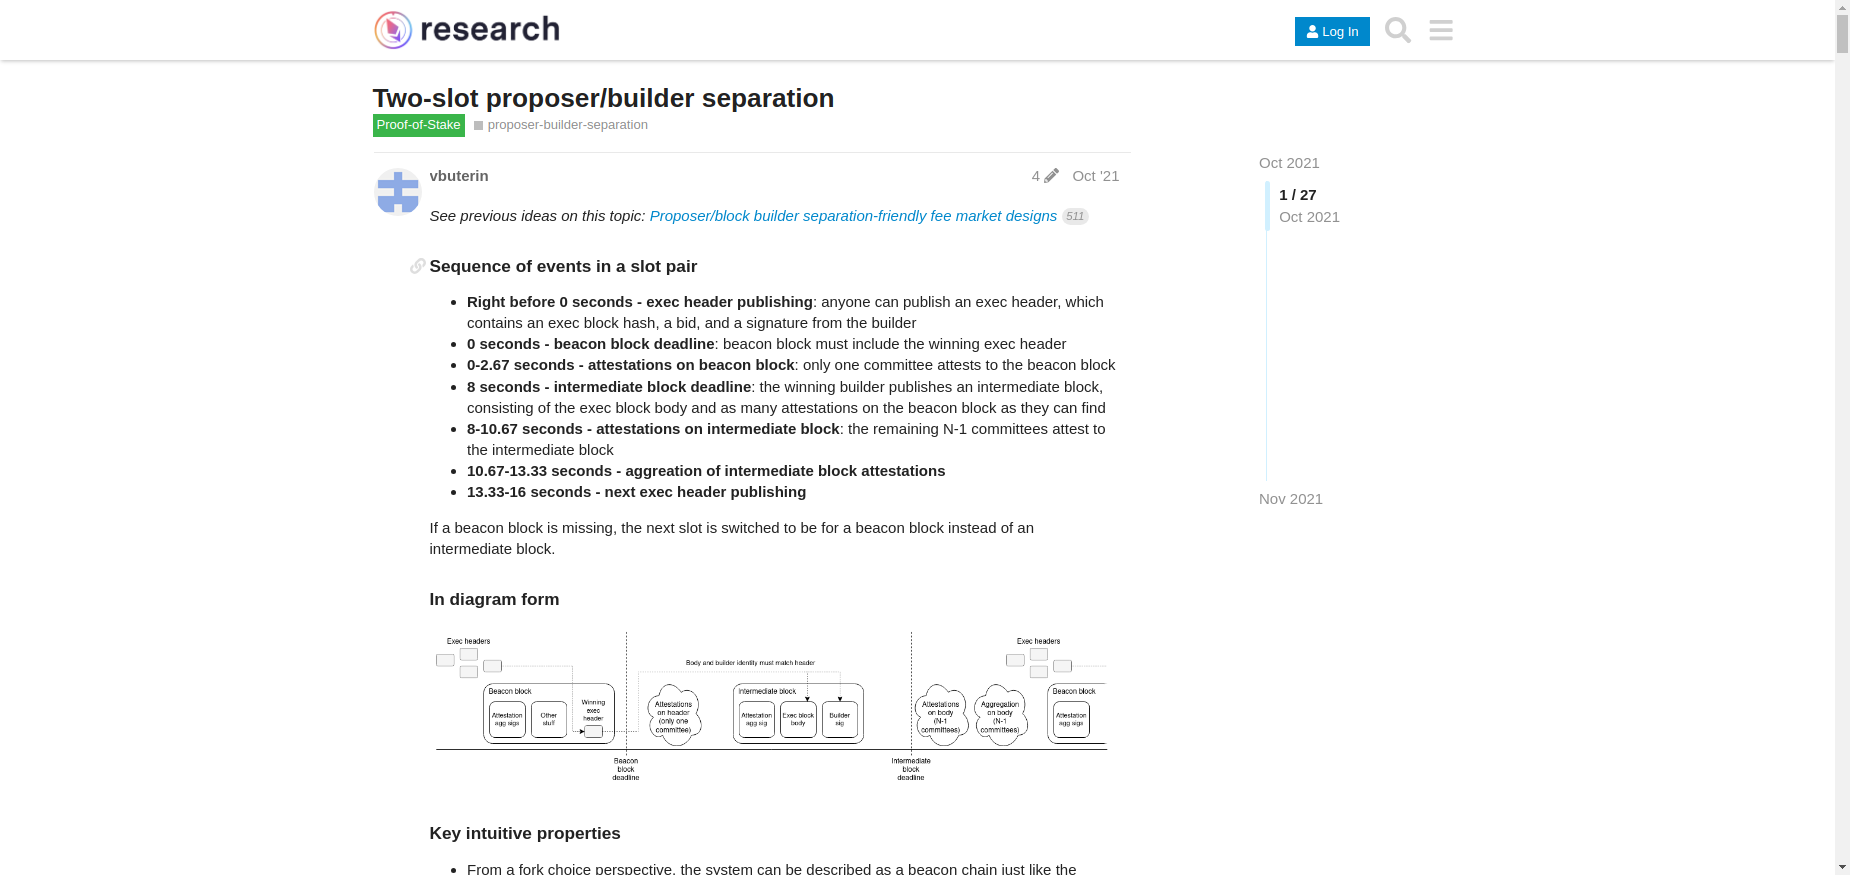 research
Log In
Two-slot proposer/builder separation
Proof-of-Stake proposer-builder-separation
vbuterin 4 Oct '21
See previous ideas on this topic: Proposer/block builder separation-friendly fee market designs 511
Sequence of events in a slot pair
• Right before 0 seconds - exec header publishing: anyone can publish an exec header, which
contains an exec block hash, a bid, and a signature from the builder
• 0 seconds - beacon block deadline: beacon block must include the winning exec header
• 0-2.67 seconds - attestations on beacon block: only one committee attests to the beacon block
• 8 seconds - intermediate block deadline: the winning builder publishes an intermediate block,
consisting of the exec block body and as many attestations on the beacon block as they can find
• 8-10.67 seconds - attestations on intermediate block: the remaining N-1 committees attest to
the intermediate block
• 10.67-13.33 seconds - aggreation of intermediate block attestations
• 13.33-16 seconds - next exec header publishing
If a beacon block is missing, the next slot is switched to be for a beacon block instead of an
intermediate block.
In diagram form
Exec headers
Beacon block
Attestation
agg sigs
Other
stuff
Winning
exec
header
Beacon
block
deadline
Attestations
on header
(only one
committee)
Body and builder identity must match header
Intermediate block
Attestation
agg sig
Exec block
body
Builder
sig
Intermediate
block
deadline
Attestations
on body
(N-1
committees)
Aggregation
on body
(N-1
committees)
Exec headers
Beacon block
Attestation
agg sigs
Key intuitive properties
• From a fork choice perspective, the system can be described as a beacon chain just like the
Oct 2021
1 / 27
Oct 2021
Nov 2021